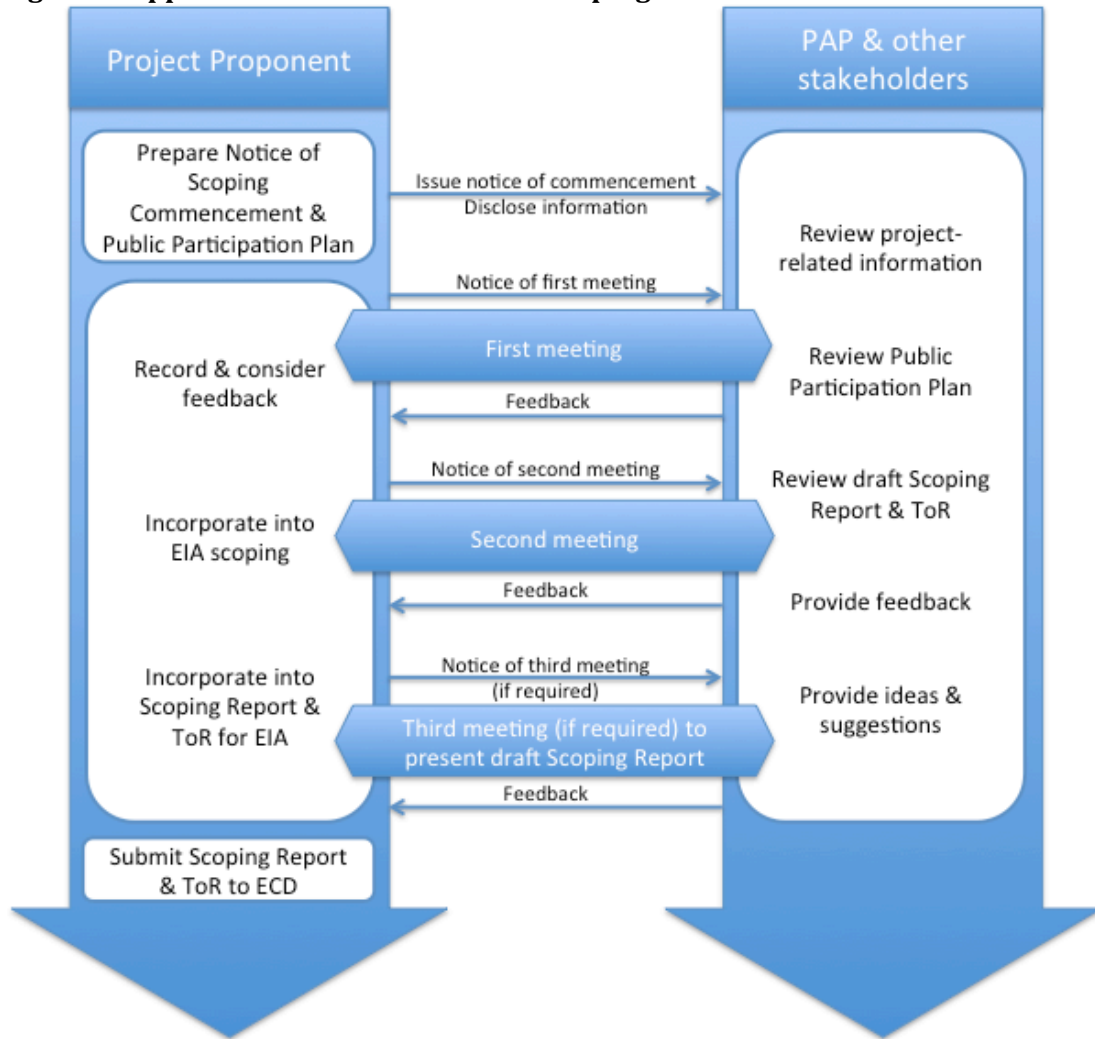 Project Proponent
PAP & other
stakeholders
Prepare Notice of
Scoping
Commencement &
Public Participation Plan
Issue notice of commencement
Disclose information
Review project-
related information
Notice of first meeting
First meeting
Record & consider
feedback
Review Public
Participation Plan
Feedback
Notice of second meeting
Review draft Scoping
Report & ToR
Incorporate into
EIA scoping
Second meeting
Feedback
Provide feedback
Notice of third meeting
(if required)
Incorporate into
Scoping Report &
ToR for EIA
Provide ideas &
suggestions
Third meeting (if required) to
present draft Scoping Report
Feedback
Submit Scoping Report
& ToR to ECD